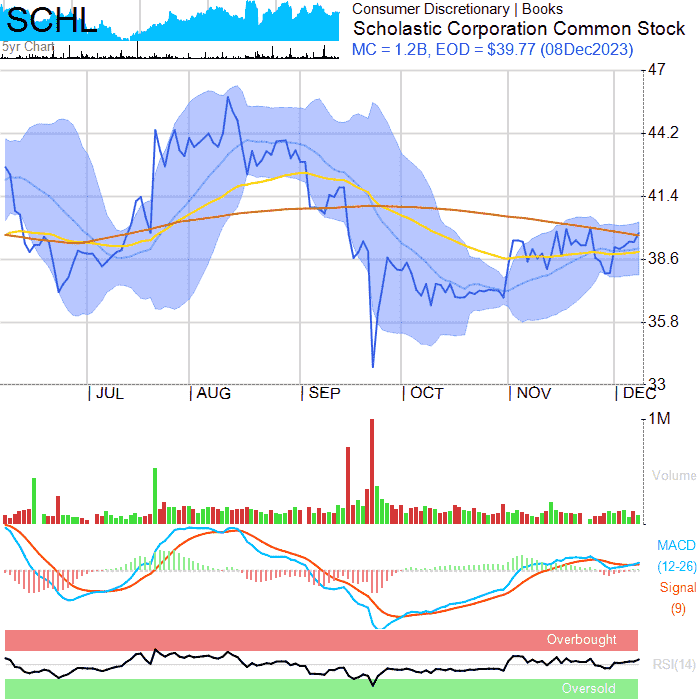 SCHL
5yr Chart
Consumer Discretionary | Books
Scholastic Corporation Common Stock
MC = 1.2B, EOD = $39.77 (08Dec2023)
47
44.2
41.4
38.6
35.8
33
JUL
AUG
SEP
OCT
NOV
DEC
1M
Volume
MACD
(12-26)
Signal
(9)
Overbought
RSI(14)
Oversold